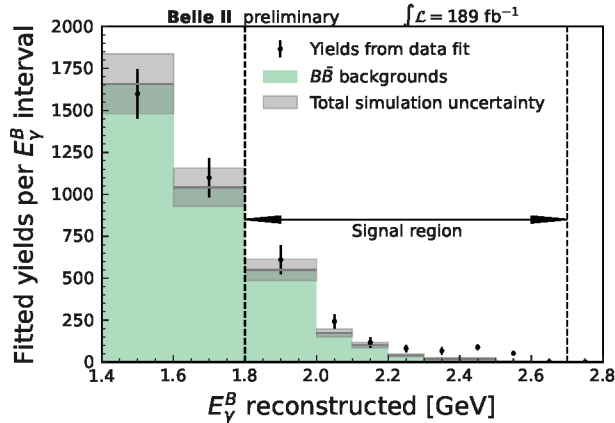 Belle II preliminary ∫ℒ = 189 fb⁻¹
Yields from data fit
BB̄ backgrounds
Total simulation uncertainty
Signal region
Fitted yields per E_γ^B interval
2000
1750
1500
1250
1000
750
500
250
0
1.4 1.6 1.8 2.0 2.2 2.4 2.6 2.8
E_γ^B reconstructed [GeV]